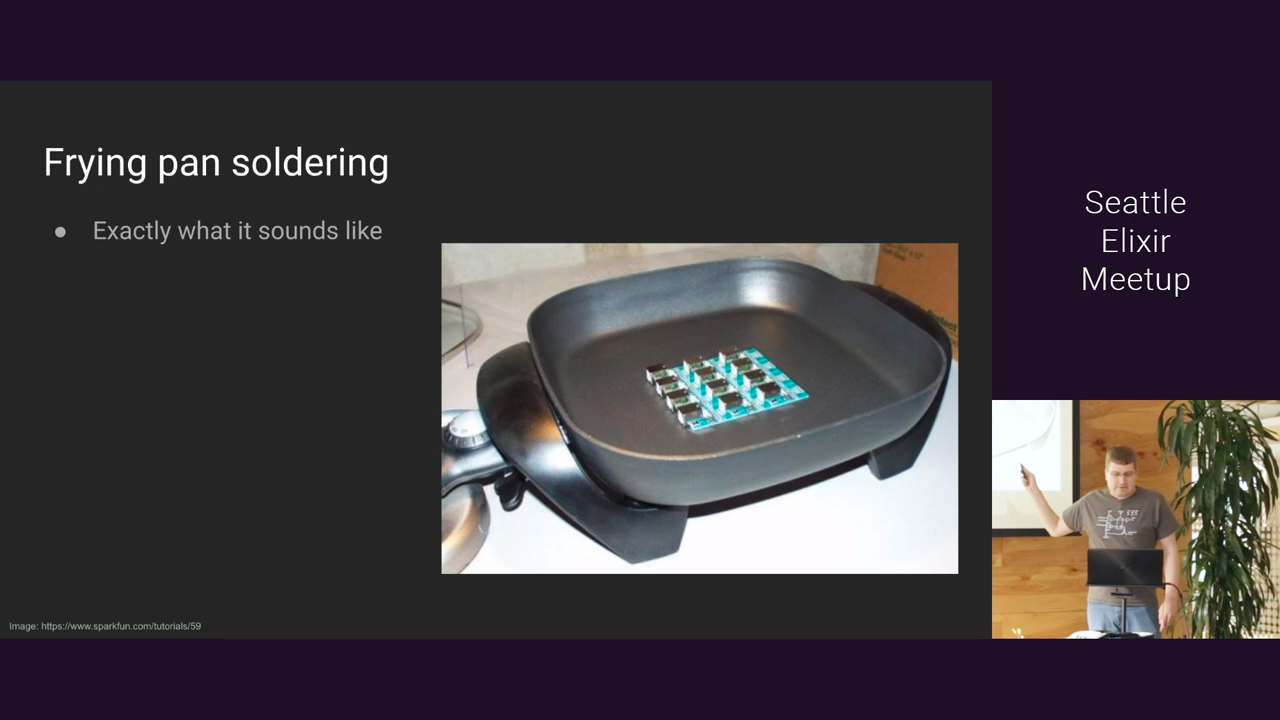 Frying pan soldering
● Exactly what it sounds like
Image: https://www.sparkfun.com/tutorials/59
Seattle
Elixir
Meetup